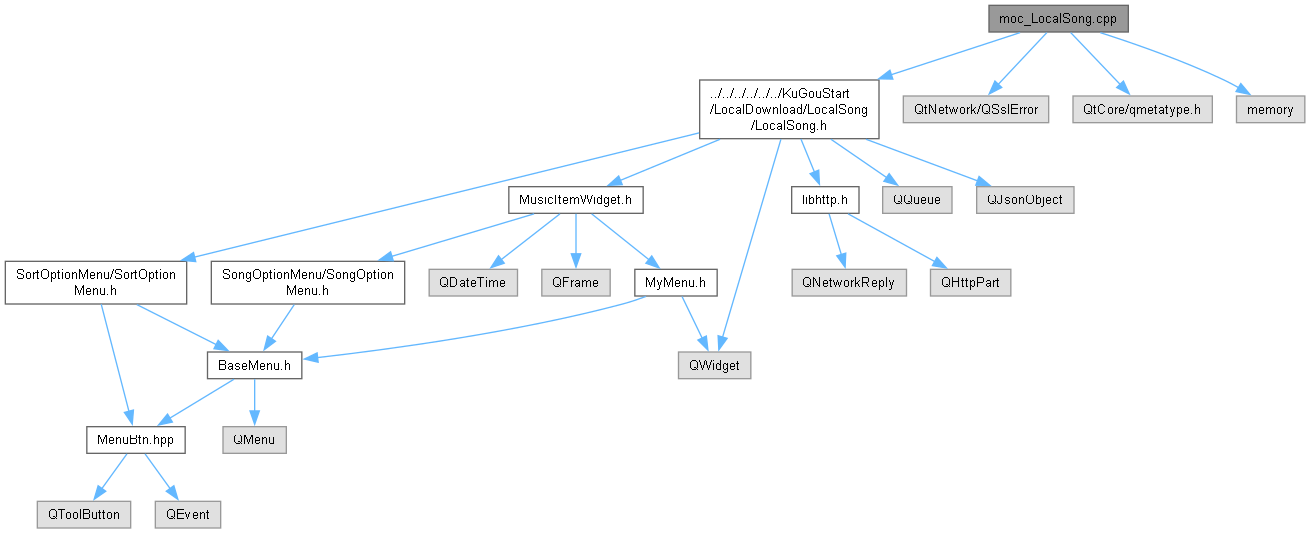 moc_LocalSong.cpp
../../../../../../KuGouStart
/LocalDownload/LocalSong
/LocalSong.h
QtNetwork/QSslError
QtCore/qmetatype.h
memory
MusicItemWidget.h
libhttp.h
QQueue
QJsonObject
SortOptionMenu/SortOption
Menu.h
SongOptionMenu/SongOption
Menu.h
QDateTime
QFrame
MyMenu.h
QNetworkReply
QHttpPart
BaseMenu.h
QWidget
MenuBtn.hpp
QMenu
QToolButton
QEvent